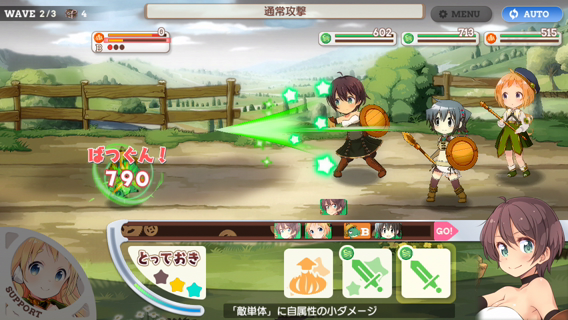 WAVE 2/3 4
通常攻撃
MENU
AUTO
0
B
602
713
515
ばつぐん!
790
B
GO!
とっておき
SUPPORT
「敵単体」に自属性の小ダメージ